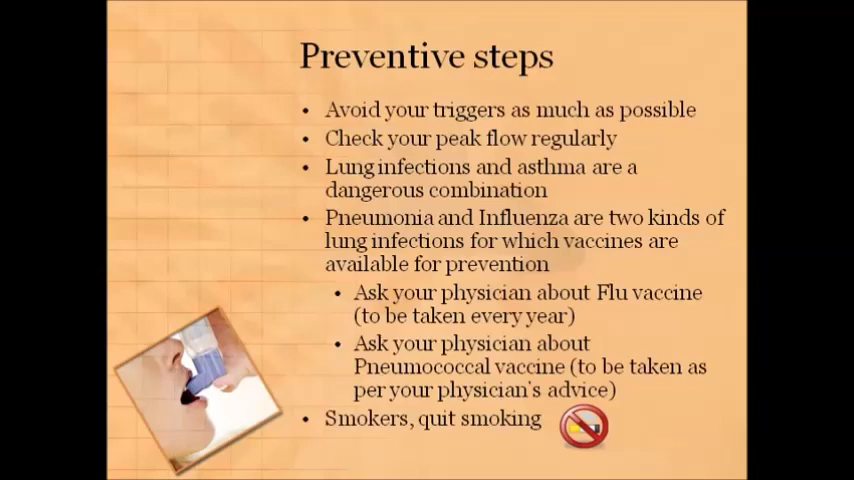 Preventive steps
• Avoid your triggers as much as possible
• Check your peak flow regularly
• Lung infections and asthma are a
dangerous combination
• Pneumonia and Influenza are two kinds of
lung infections for which vaccines are
available for prevention
• Ask your physician about Flu vaccine
(to be taken every year)
• Ask your physician about
Pneumococcal vaccine (to be taken as
per your physician's advice)
• Smokers, quit smoking